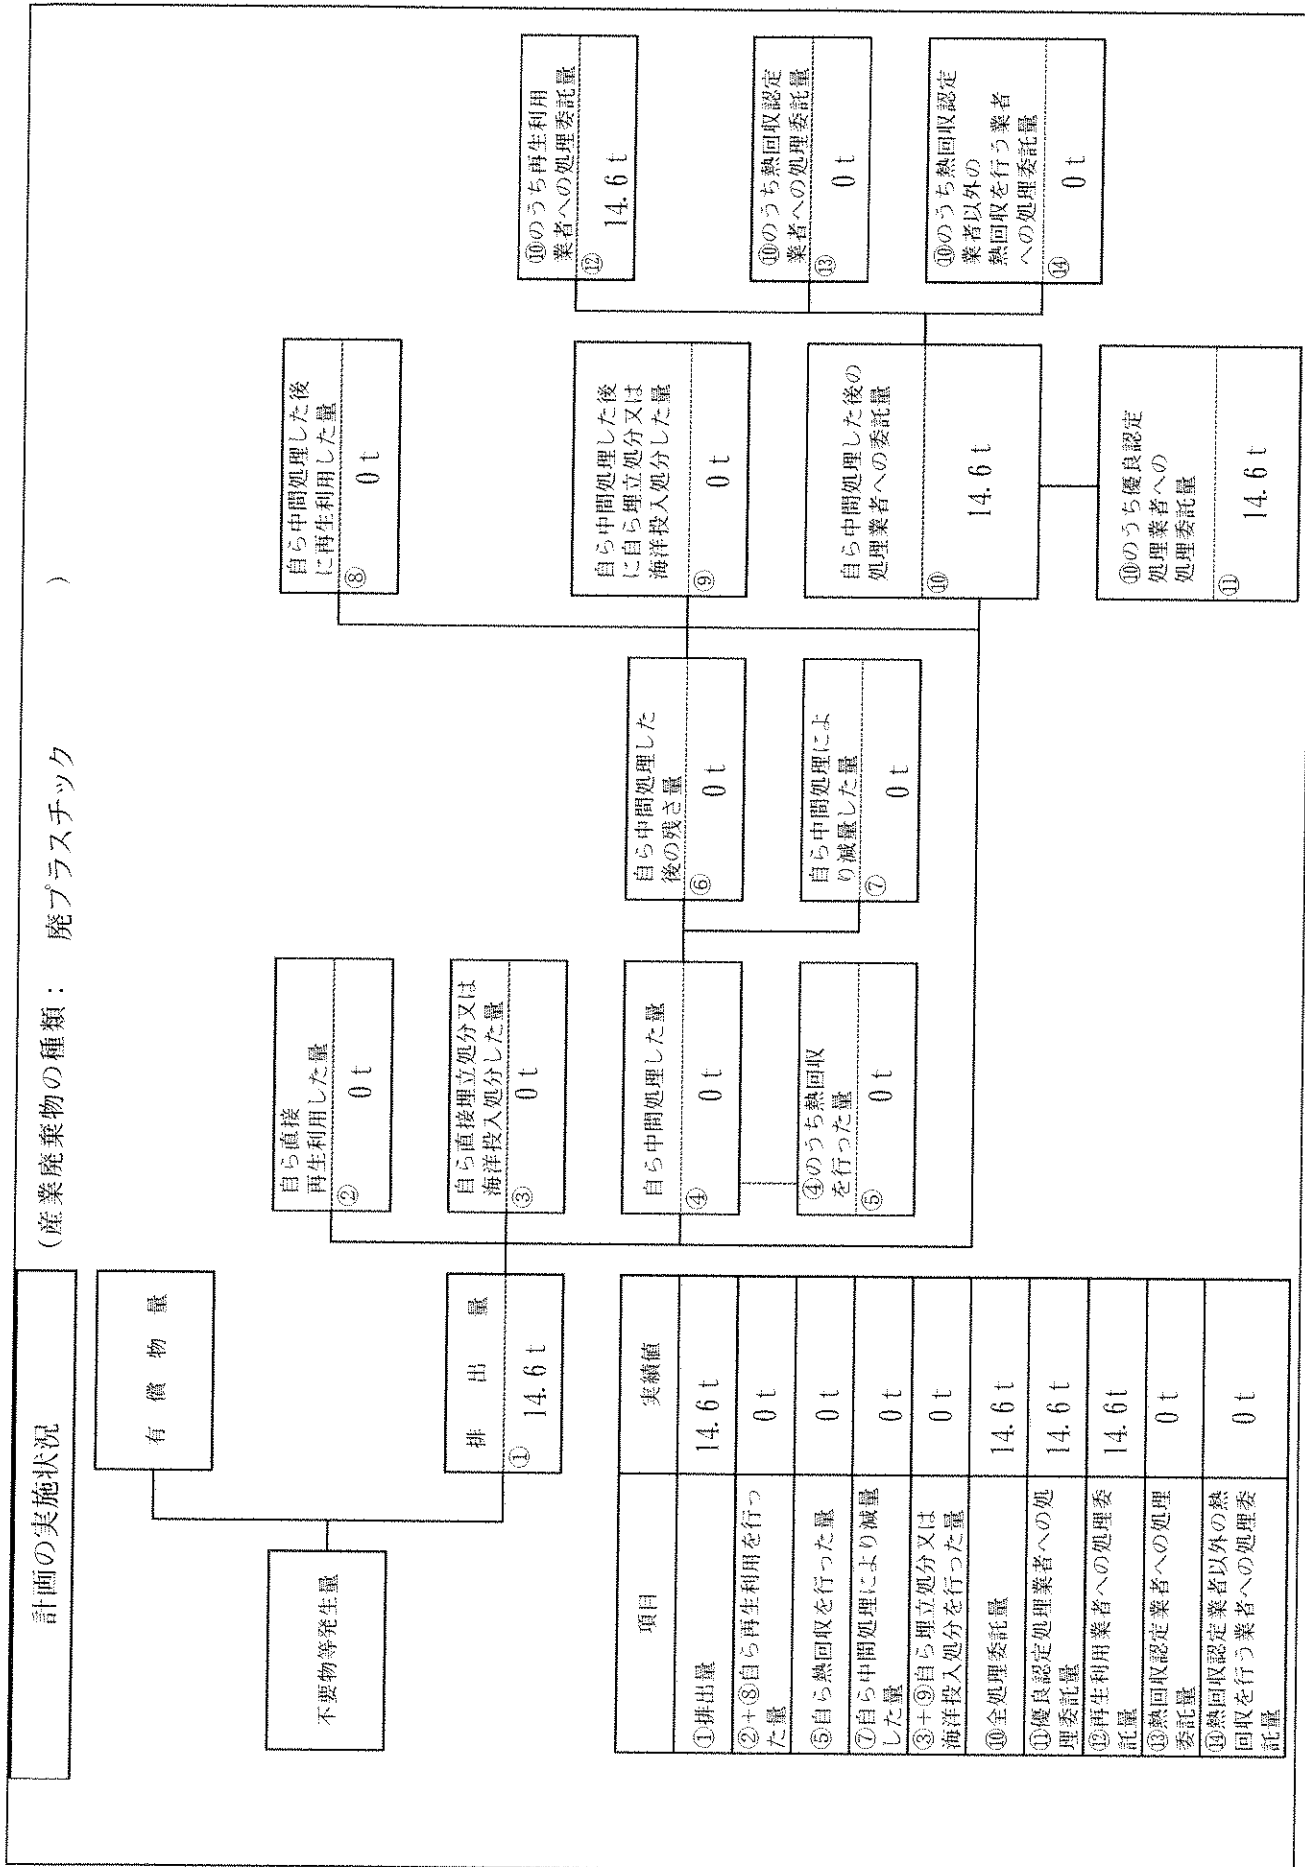 計画の実施状況
(産業廃棄物の種類： 廃プラスチック )
不要物等発生量
有償物量
排出量
① 14.6 t
自ら直接
再生利用した量
② 0 t
自ら直接埋立処分又は
海洋投入処分した量
③ 0 t
自ら中間処理した量
④ 0 t
④のうち熱回収
を行った量
⑤ 0 t
自ら中間処理した
後の残さ量
⑥ 0 t
自ら中間処理によ
り減量した量
⑦ 0 t
自ら中間処理した後
に再生利用した量
⑧ 0 t
自ら中間処理した後
に自ら埋立処分又は
海洋投入処分した量
⑨ 0 t
自ら中間処理した後の
処理業者への委託量
⑩ 14.6 t
⑩のうち優良認定
処理業者への
処理委託量
⑪ 14.6 t
⑩のうち再生利用
業者への処理委託量
⑫ 14.6 t
⑩のうち熱回収認定
業者への処理委託量
⑬ 0 t
⑩のうち熱回収認定
業者以外の
熱回収を行う業者
への処理委託量
⑭ 0 t
項目 実績値
①排出量 14.6 t
②+⑧自ら再生利用を行っ
た量 0 t
⑤自ら熱回収を行った量 0 t
⑦自ら中間処理により減量
した量 0 t
③+⑨自ら埋立処分又は
海洋投入処分を行った量 0 t
⑩全処理委託量 14.6 t
⑪優良認定処理業者への処
理委託量 14.6 t
⑫再生利用業者への処理委
託量 14.6 t
⑬熱回収認定業者への処理
委託量 0 t
⑭熱回収認定業者以外の熱
回収を行う業者への処理委
託量 0 t